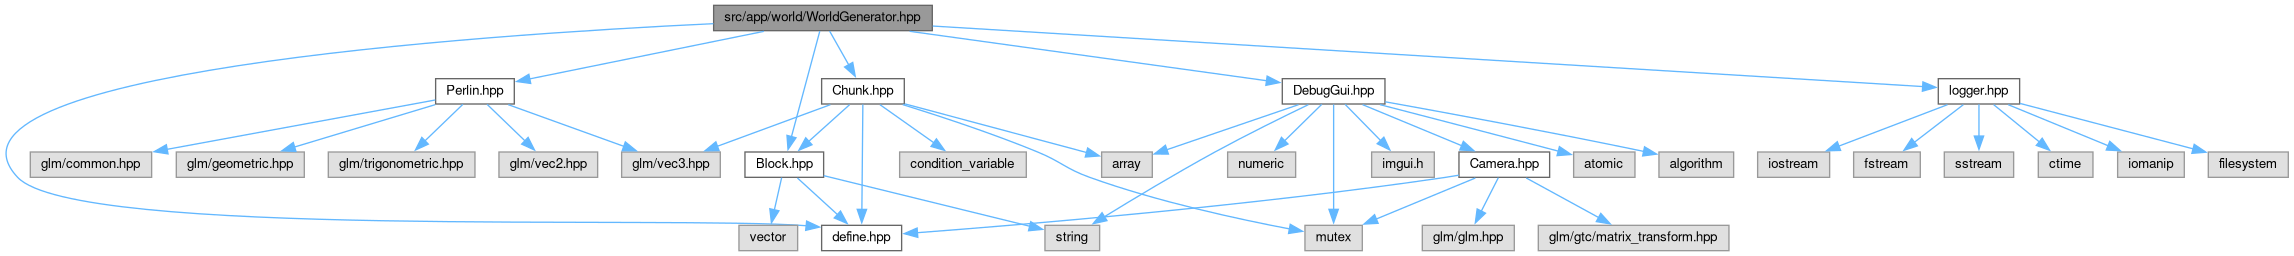 src/app/world/WorldGenerator.hpp
Perlin.hpp
Chunk.hpp
DebugGui.hpp
logger.hpp
glm/common.hpp
glm/geometric.hpp
glm/trigonometric.hpp
glm/vec2.hpp
glm/vec3.hpp
Block.hpp
condition_variable
array
numeric
imgui.h
Camera.hpp
atomic
algorithm
iostream
fstream
sstream
ctime
iomanip
filesystem
vector
define.hpp
string
mutex
glm/glm.hpp
glm/gtc/matrix_transform.hpp